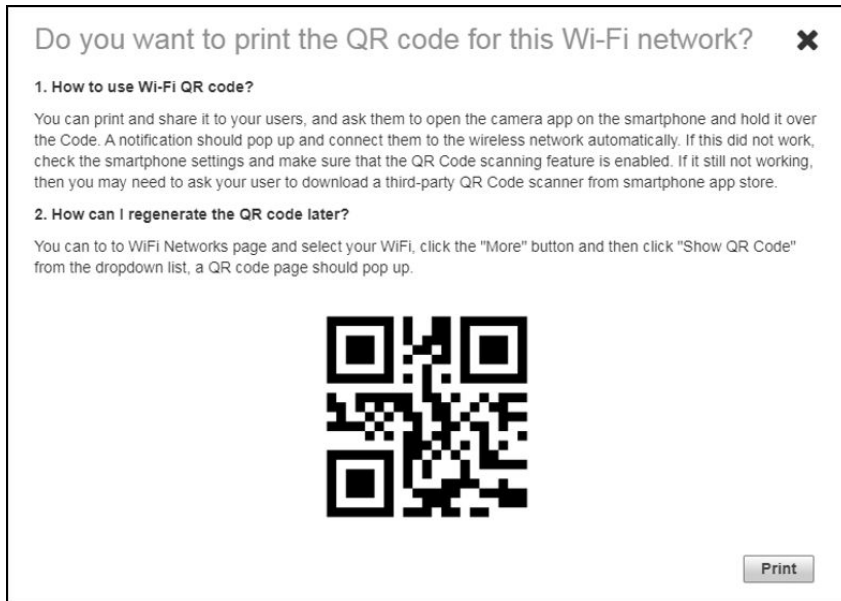 Do you want to print the QR code for this Wi-Fi network?
1. How to use Wi-Fi QR code?
You can print and share it to your users, and ask them to open the camera app on the smartphone and hold it over
the Code. A notification should pop up and connect them to the wireless network automatically. If this did not work,
check the smartphone settings and make sure that the QR Code scanning feature is enabled. If it still not working,
then you may need to ask your user to download a third-party QR Code scanner from smartphone app store.
2. How can I regenerate the QR code later?
You can to to WiFi Networks page and select your WiFi, click the "More" button and then click "Show QR Code"
from the dropdown list, a QR code page should pop up.
Print